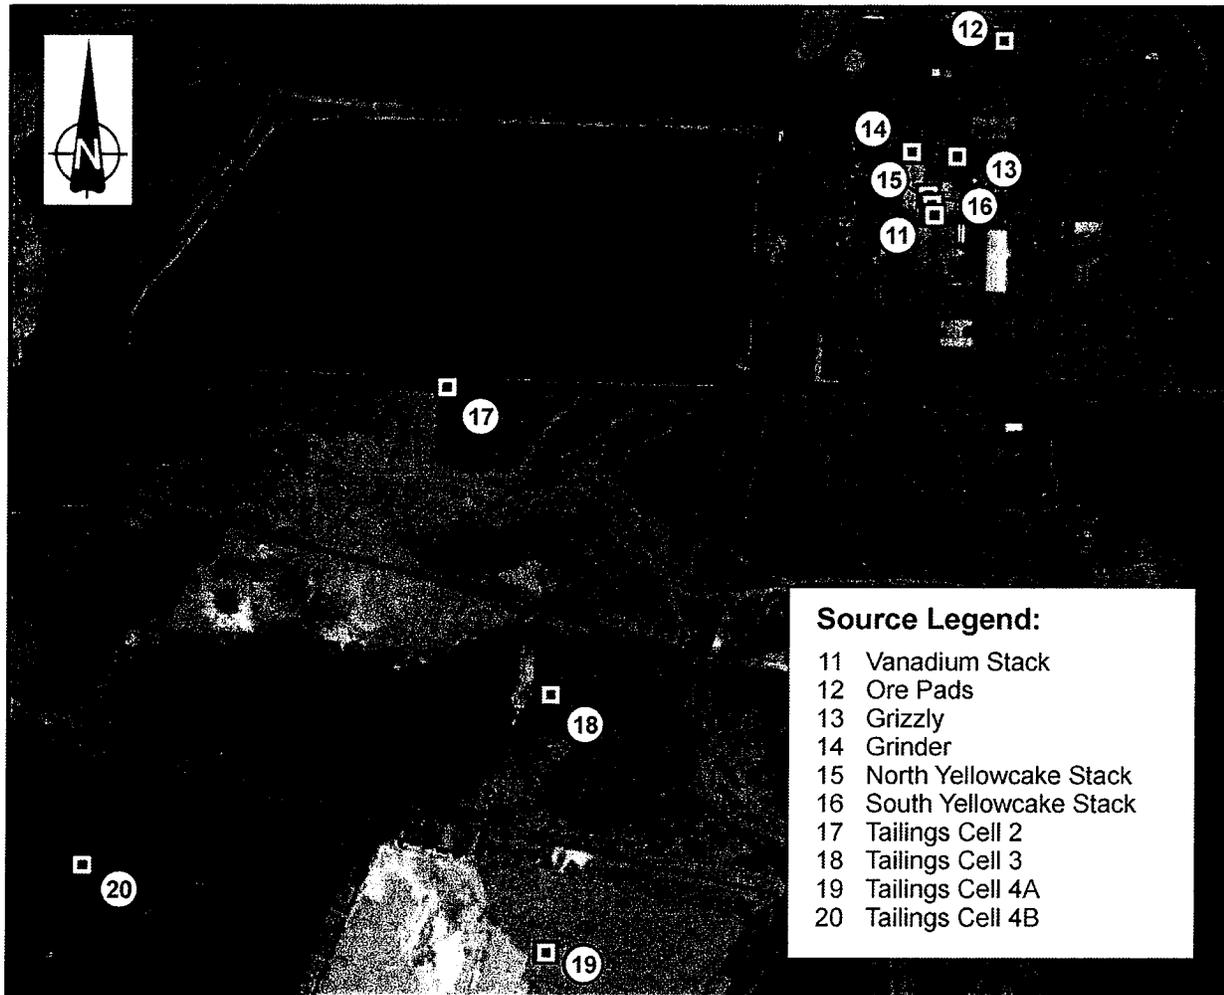 12
N
14
13
15
16
11
17
Source Legend:
11 Vanadium Stack
12 Ore Pads
13 Grizzly
14 Grinder
15 North Yellowcake Stack
16 South Yellowcake Stack
17 Tailings Cell 2
18 Tailings Cell 3
19 Tailings Cell 4A
20 Tailings Cell 4B
18
20
19